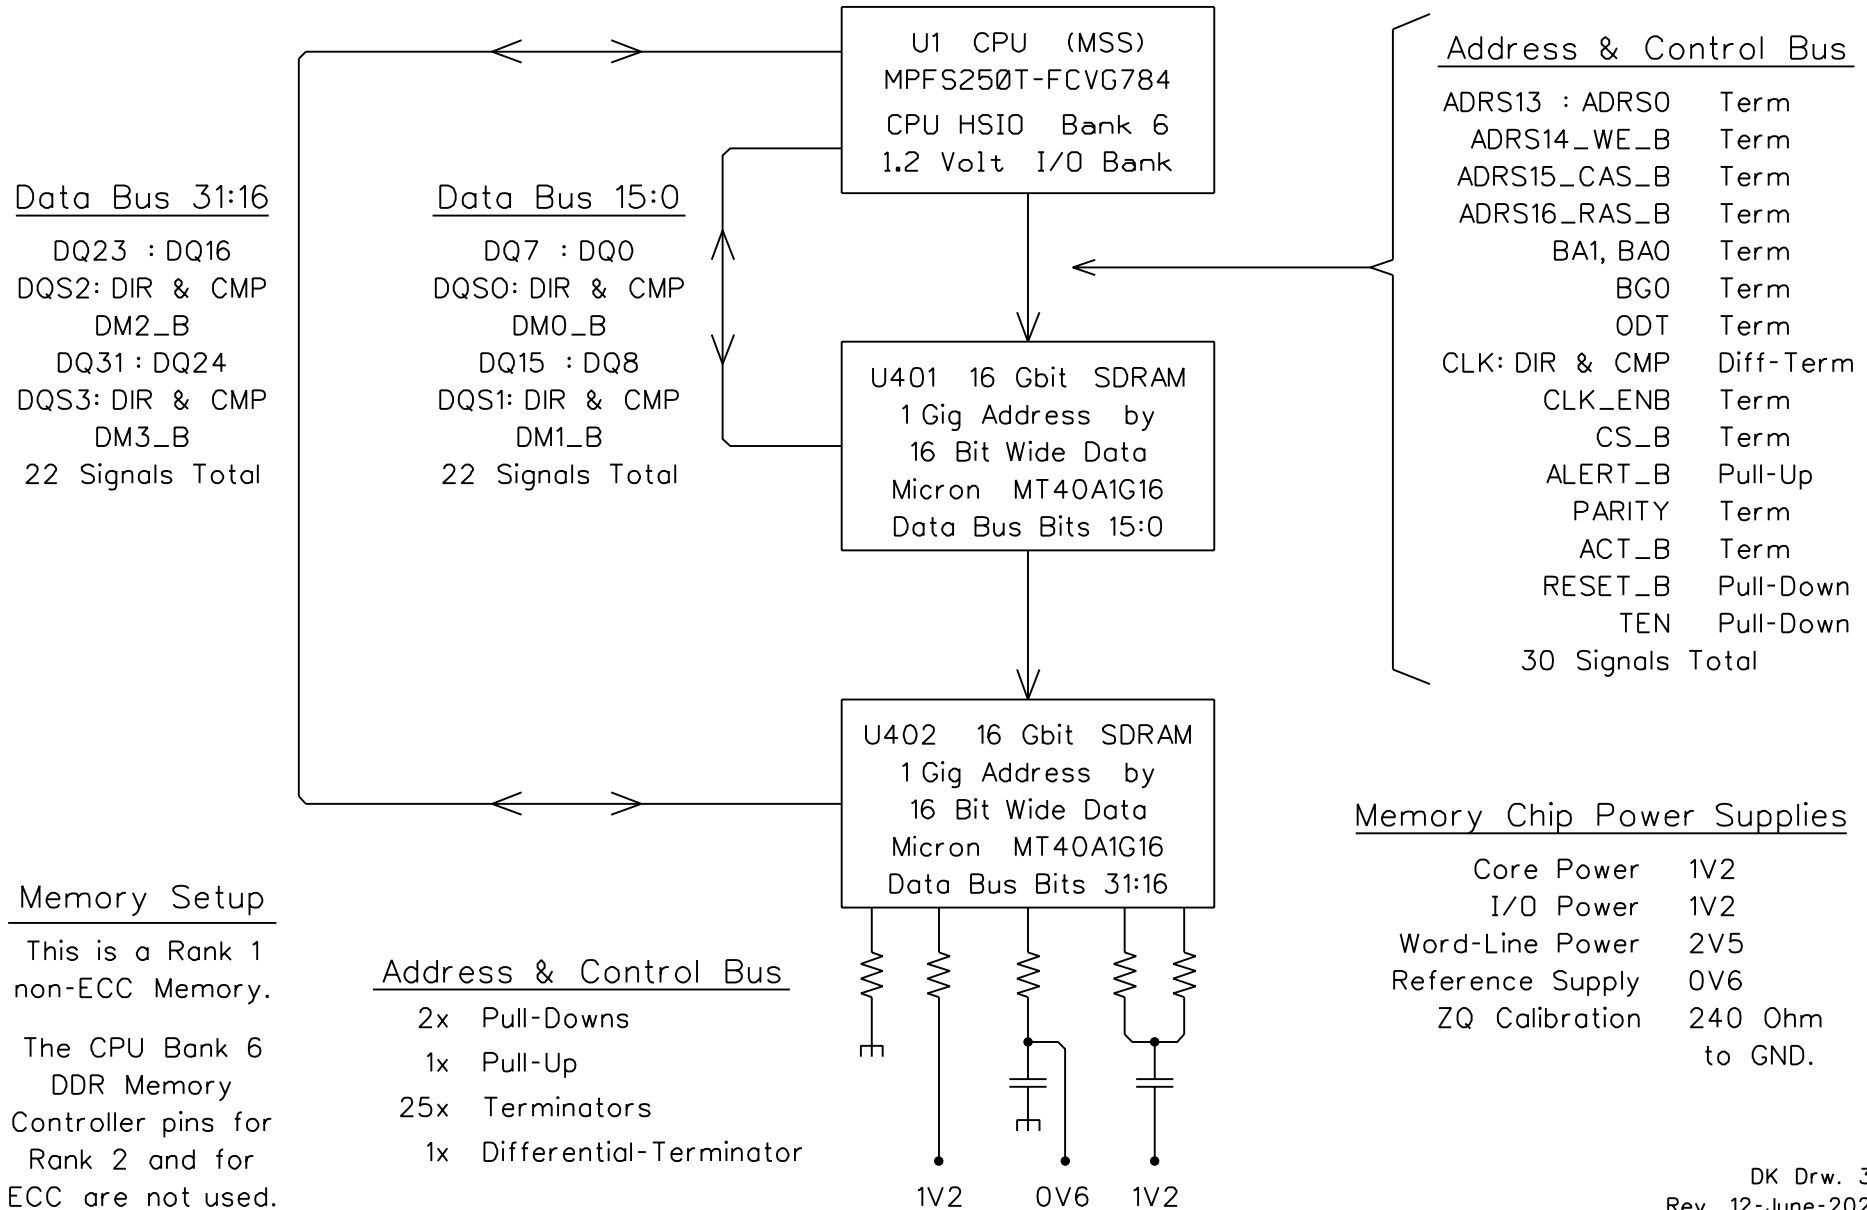 U1 CPU (MSS)
MPFS250T-FCVG784
CPU HSIO Bank 6
1.2 Volt I/O Bank
Address & Control Bus
ADRS13 : ADRS0 Term
ADRS14_WE_B Term
ADRS15_CAS_B Term
ADRS16_RAS_B Term
BA1, BA0 Term
BG0 Term
ODT Term
CLK: DIR & CMP Diff-Term
CLK_ENB Term
CS_B Term
ALERT_B Pull-Up
PARITY Term
ACT_B Term
RESET_B Pull-Down
TEN Pull-Down
30 Signals Total
Data Bus 31:16
DQ23 : DQ16
DQS2: DIR & CMP
DM2_B
DQ31 : DQ24
DQS3: DIR & CMP
DM3_B
22 Signals Total
Data Bus 15:0
DQ7 : DQ0
DQS0: DIR & CMP
DM0_B
DQ15 : DQ8
DQS1: DIR & CMP
DM1_B
22 Signals Total
U401 16 Gbit SDRAM
1 Gig Address by
16 Bit Wide Data
Micron MT40A1G16
Data Bus Bits 15:0
U402 16 Gbit SDRAM
1 Gig Address by
16 Bit Wide Data
Micron MT40A1G16
Data Bus Bits 31:16
Memory Chip Power Supplies
Core Power 1V2
I/O Power 1V2
Word-Line Power 2V5
Reference Supply 0V6
ZQ Calibration 240 Ohm
to GND.
Memory Setup
This is a Rank 1
non-ECC Memory.
The CPU Bank 6
DDR Memory
Controller pins for
Rank 2 and for
ECC are not used.
Address & Control Bus
2x Pull-Downs
1x Pull-Up
25x Terminators
1x Differential-Terminator
1V2 0V6 1V2
DK Drw. 3
Rev. 12-June-202